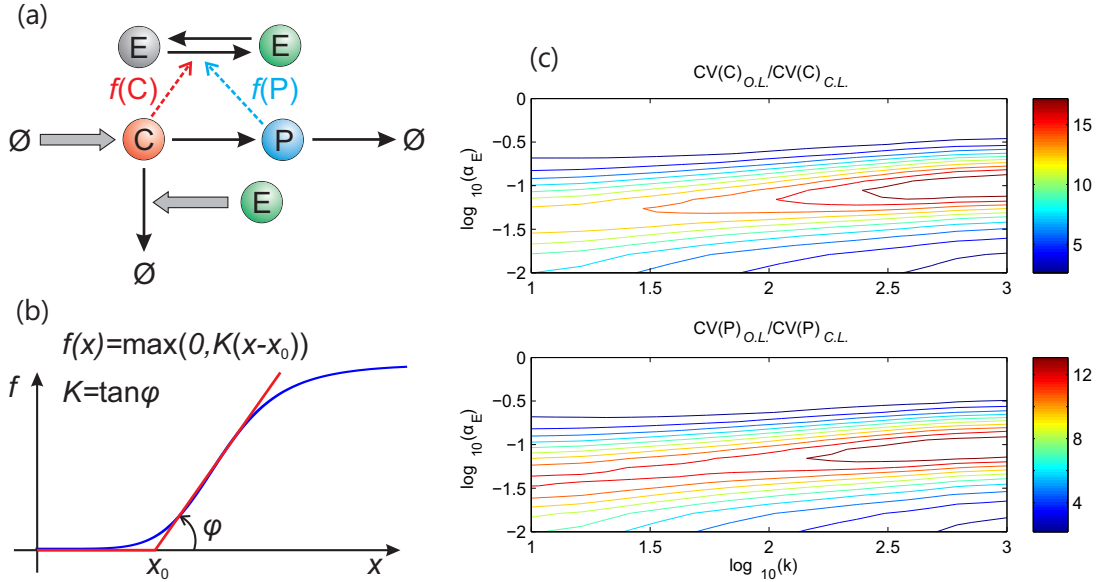 (a)
E
E
f(C)
f(P)
Ø
C
P
Ø
E
Ø
(b)
f(x)=max(0,K(x-x₀))
f
K=tanφ
φ
x₀
x
(c)
CV(C)O.L./CV(C)C.L.
log 10(α E)
0
−0.5
−1.0
−1.5
−2
1
1.5
2
2.5
3
15
10
5
CV(P)O.L./CV(P)C.L.
log 10(α E)
0
−0.5
−1.0
−1.5
−2
1
1.5
2
2.5
3
log 10(k)
12
8
4